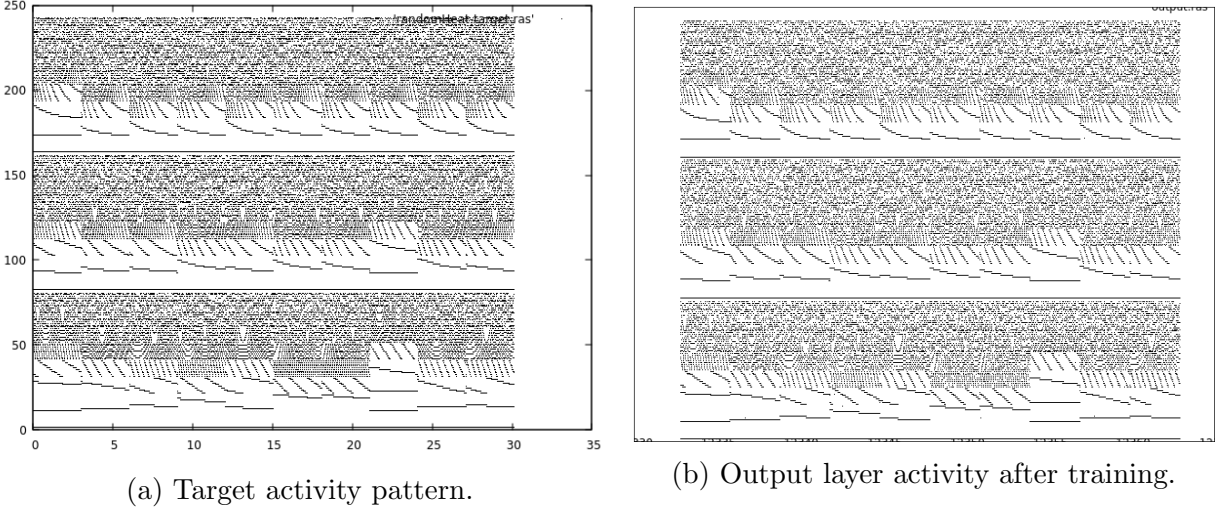 250
200
150
100
50
0
'randomHeat-target.ras'
0 5 10 15 20 25 30 35
(a) Target activity pattern.
output.ras
(b) Output layer activity after training.